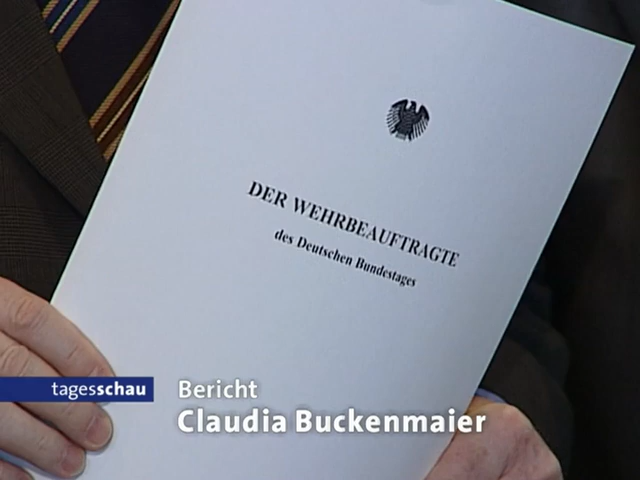 DER WEHRBEAUFTRAGTE
des Deutschen Bundestages
tagesschau
Bericht
Claudia Buckenmaier